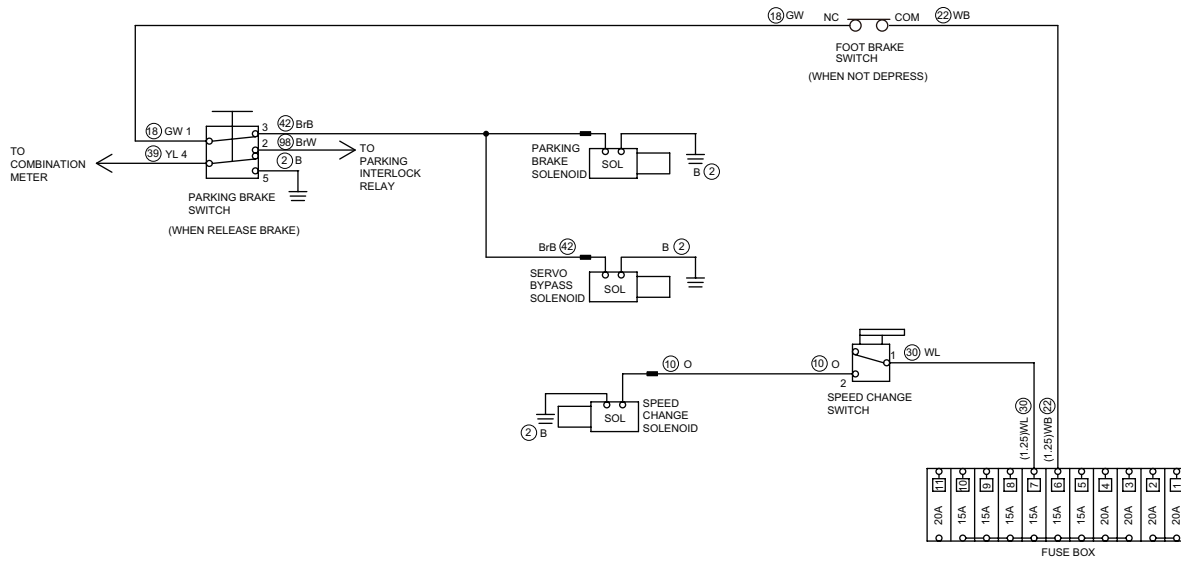 18 GW NC COM 22 WB
FOOT BRAKE
SWITCH
(WHEN NOT DEPRESS)
18 GW 1
3 42 BrB
2 98 BrW
2 B
5
39 YL 4
TO
COMBINATION
METER
TO
PARKING
INTERLOCK
RELAY
PARKING BRAKE
SWITCH
(WHEN RELEASE BRAKE)
PARKING
BRAKE
SOLENOID
SOL
B 2
BrB 42
B 2
SERVO
BYPASS
SOLENOID
SOL
10 O
10 O
2
1
30 WL
SPEED CHANGE
SWITCH
SOL
SPEED
CHANGE
SOLENOID
2 B
(1.25)WL 30
(1.25)WB 22
11 10 9 8 7 6 5 4 3 2 1
20A 15A 15A 15A 15A 15A 15A 20A 20A 20A 20A
FUSE BOX